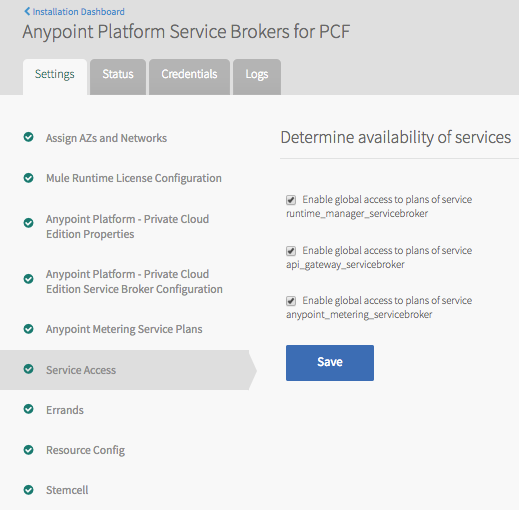 Installation Dashboard
Anypoint Platform Service Brokers for PCF
Settings
Status
Credentials
Logs
Assign AZs and Networks
Mule Runtime License Configuration
Anypoint Platform - Private Cloud
Edition Properties
Anypoint Platform - Private Cloud
Edition Service Broker Configuration
Anypoint Metering Service Plans
Service Access
Errands
Resource Config
Stemcell
Determine availability of services
Enable global access to plans of service
runtime_manager_servicebroker
Enable global access to plans of service
api_gateway_servicebroker
Enable global access to plans of service
anypoint_metering_servicebroker
Save